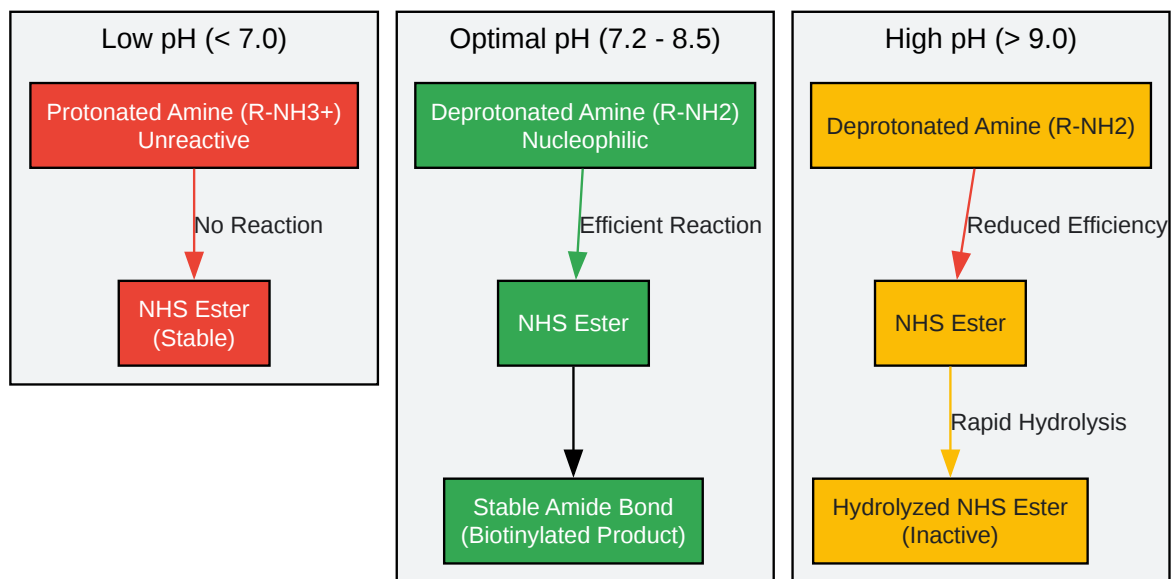 Low pH (< 7.0)
Protonated Amine (R-NH3+)
Unreactive
No Reaction
NHS Ester
(Stable)
Optimal pH (7.2 - 8.5)
Deprotonated Amine (R-NH2)
Nucleophilic
Efficient Reaction
NHS Ester
Stable Amide Bond
(Biotinylated Product)
High pH (> 9.0)
Deprotonated Amine (R-NH2)
Reduced Efficiency
NHS Ester
Rapid Hydrolysis
Hydrolyzed NHS Ester
(Inactive)